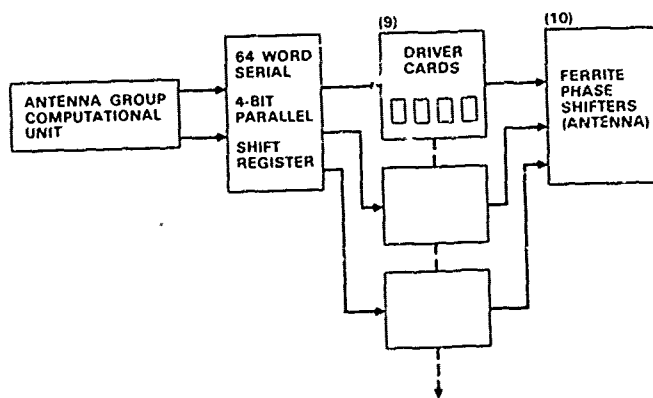 ANTENNA GROUP
COMPUTATIONAL
UNIT
64 WORD
SERIAL
4-BIT
PARALLEL
SHIFT
REGISTER
(9)
DRIVER
CARDS
(10)
FERRITE
PHASE
SHIFTERS
(ANTENNA)